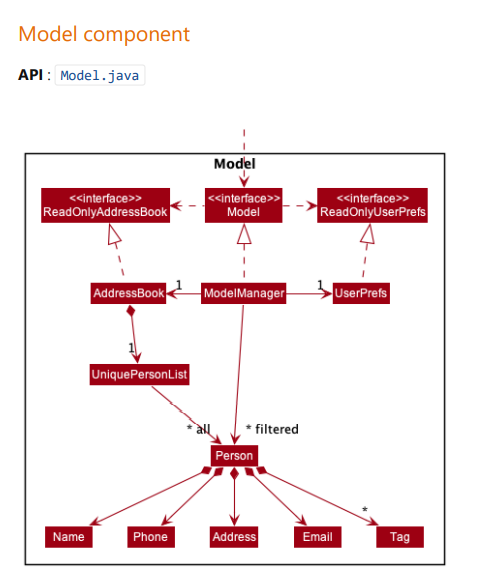 Model component
API : Model.java
Model
<<interface>>
ReadOnlyAddressBook
<<interface>>
Model
<<interface>>
ReadOnlyUserPrefs
AddressBook
1
ModelManager
1
UserPrefs
1
UniquePersonList
* all
* filtered
Person
*
Name
Phone
Address
Email
Tag